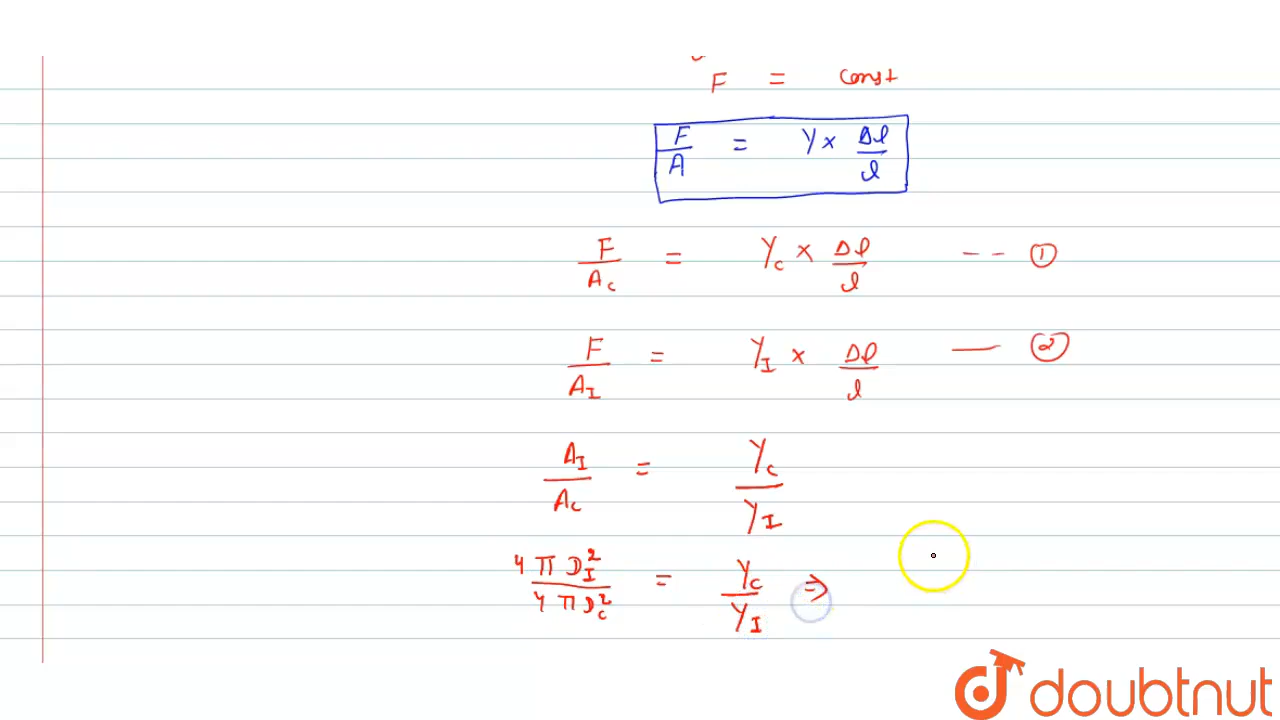 F = const
F/A = Y × Δl/l
F/A_c = Y_c × Δl/l -- ①
F/A_I = Y_I × Δl/l — ②
A_I/A_c = Y_c/Y_I
4πD_I²/4πD_c² = Y_c/Y_I ⇒
doubtnut